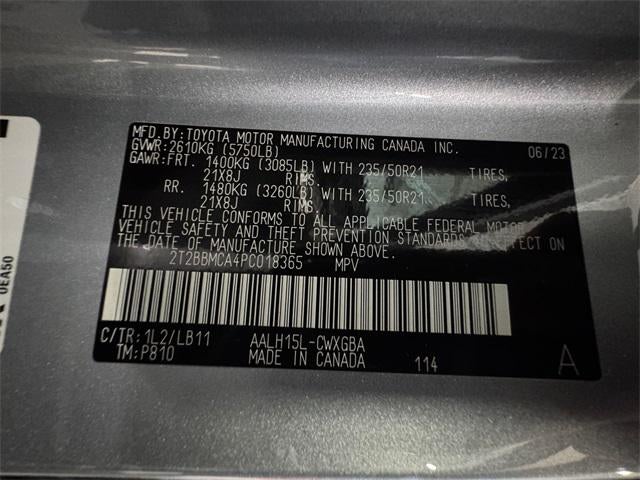 MFD.BY:TOYOTA MOTOR MANUFACTURING CANADA INC. 06/23
GVWR:2610KG (5750LB)
GAWR:FRT. 1400KG (3085LB) WITH 235/50R21 TIRES,
21X8J RIMS,
RR. 1480KG (3260LB) WITH 235/50R21 TIRES,
21X8J RIMS,
THIS VEHICLE CONFORMS TO ALL APPLICABLE FEDERAL MOTOR
VEHICLE SAFETY AND THEFT PREVENTION STANDARDS IN EFFECT ON
THE DATE OF MANUFACTURE SHOWN ABOVE.
2T2BBMCA4PC018365 MPV
C/TR:1L2/LB11 AALH15L-CWXGBA
TM:P810 MADE IN CANADA 114 A
0EA50